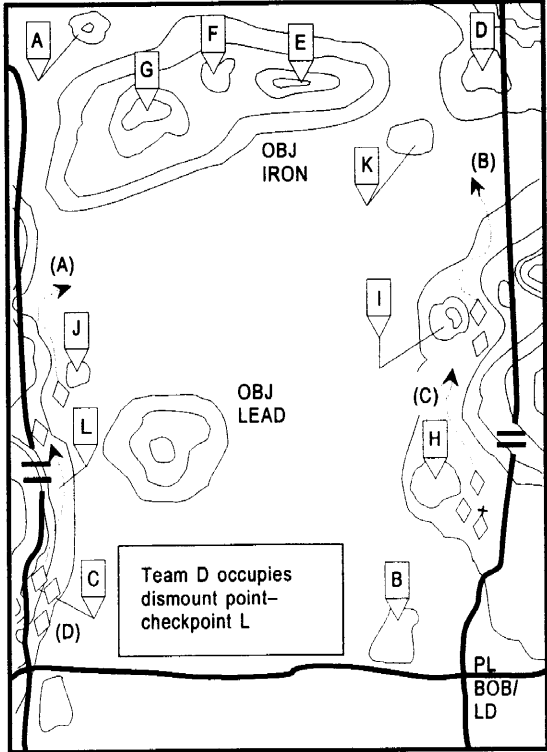 A
F
E
D
G
OBJ
IRON
K
(B)
(A)
I
J
OBJ
LEAD
(C)
L
H
Team D occupies
dismount point–
checkpoint L
C
B
(D)
PL
BOB/
LD